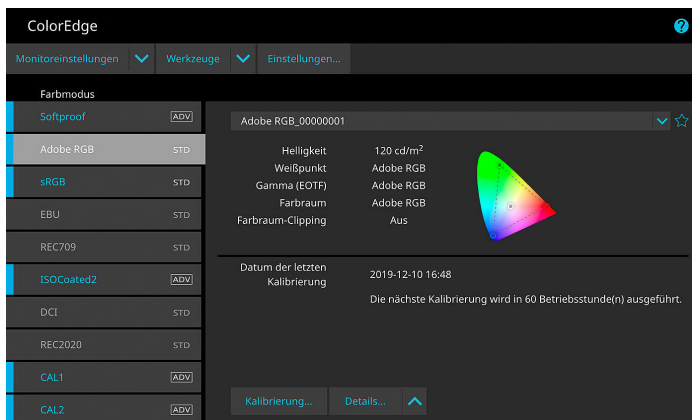 ColorEdge
Monitoreinstellungen Werkzeuge Einstellungen...
Farbmodus
Softproof ADV
Adobe RGB STD
sRGB STD
EBU STD
REC709 STD
ISOCoated2 ADV
DCI STD
REC2020 STD
CAL1 ADV
CAL2 ADV
Adobe RGB_00000001
Helligkeit 120 cd/m²
Weißpunkt Adobe RGB
Gamma (EOTF) Adobe RGB
Farbraum Adobe RGB
Farbraum-Clipping Aus
Datum der letzten
Kalibrierung 2019-12-10 16:48
Die nächste Kalibrierung wird in 60 Betriebsstunde(n) ausgeführt.
Kalibrierung... Details...